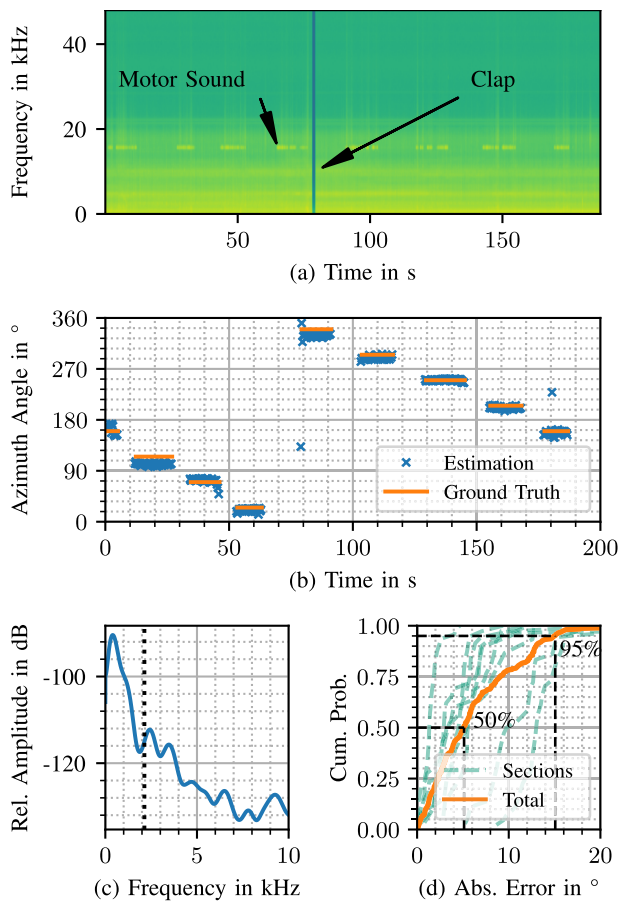 Frequency in kHz
40
20
0
Motor Sound
Clap
50
100
150
(a) Time in s
Azimuth Angle in °
360
270
180
90
0
Estimation
Ground Truth
0
50
100
150
200
(b) Time in s
Rel. Amplitude in dB
-100
-120
0
5
10
(c) Frequency in kHz
Cum. Prob.
1.00
0.75
0.50
0.25
0.00
95%
50%
Sections
Total
0
10
20
(d) Abs. Error in °